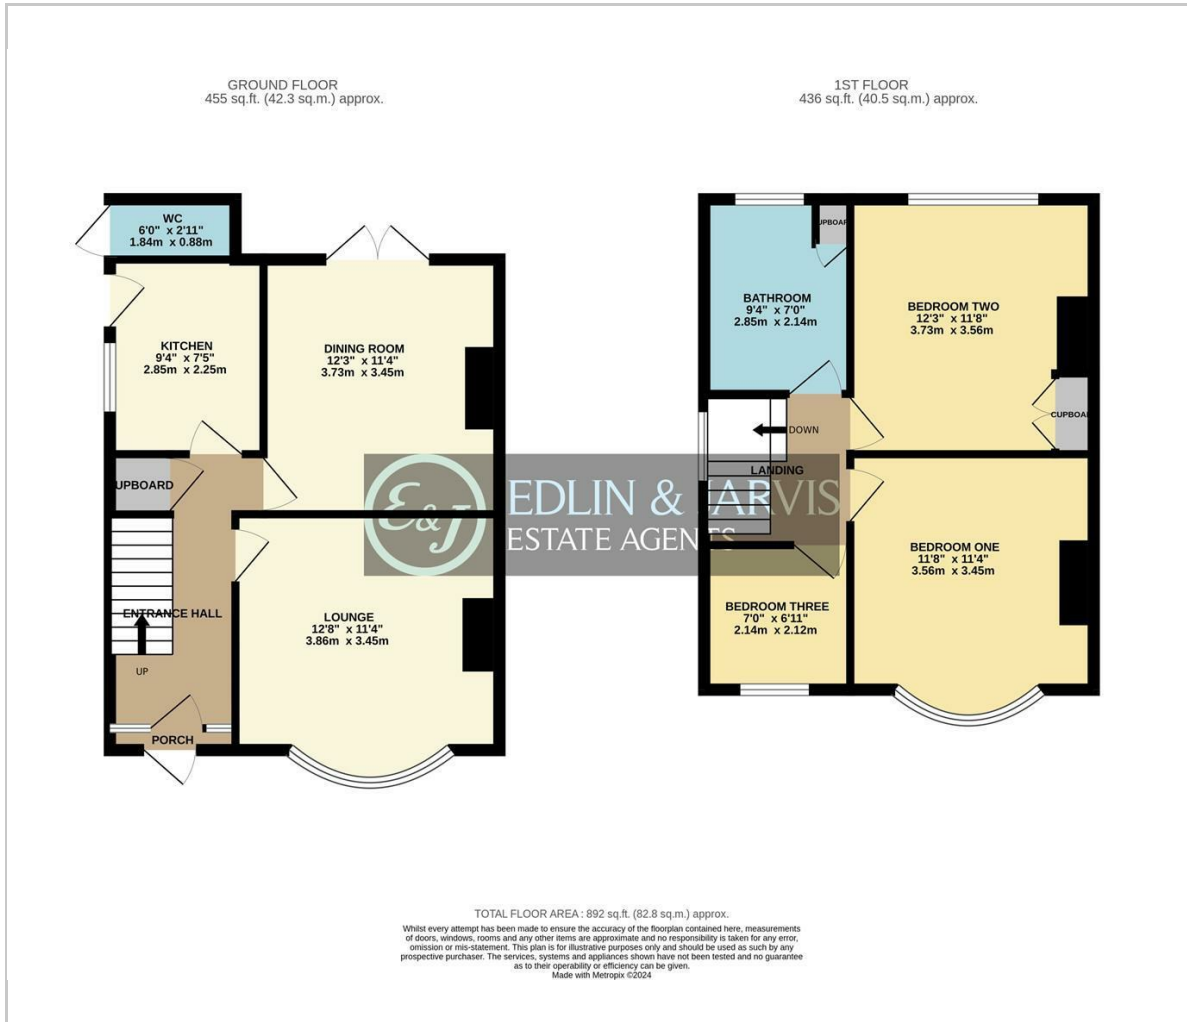 GROUND FLOOR
455 sq.ft. (42.3 sq.m.) approx.
1ST FLOOR
436 sq.ft. (40.5 sq.m.) approx.
WC
6'0" x 2'11"
1.84m x 0.88m
KITCHEN
9'4" x 7'5"
2.85m x 2.25m
DINING ROOM
12'3" x 11'4"
3.73m x 3.45m
UPBOARD
ENTRANCE HALL
UP
PORCH
LOUNGE
12'8" x 11'4"
3.86m x 3.45m
UPBOAR
BATHROOM
9'4" x 7'0"
2.85m x 2.14m
BEDROOM TWO
12'3" x 11'8"
3.73m x 3.56m
CUPBOA
DOWN
LANDING
BEDROOM ONE
11'8" x 11'4"
3.56m x 3.45m
BEDROOM THREE
7'0" x 6'11"
2.14m x 2.12m
E&J
EDLIN & JARVIS
ESTATE AGENTS
TOTAL FLOOR AREA : 892 sq.ft. (82.8 sq.m.) approx.
Whilst every attempt has been made to ensure the accuracy of the floorplan contained here, measurements
of doors, windows, rooms and any other items are approximate and no responsibility is taken for any error,
omission or mis-statement. This plan is for illustrative purposes only and should be used as such by any
prospective purchaser. The services, systems and appliances shown have not been tested and no guarantee
as to their operability or efficiency can be given.
Made with Metropix ©2024